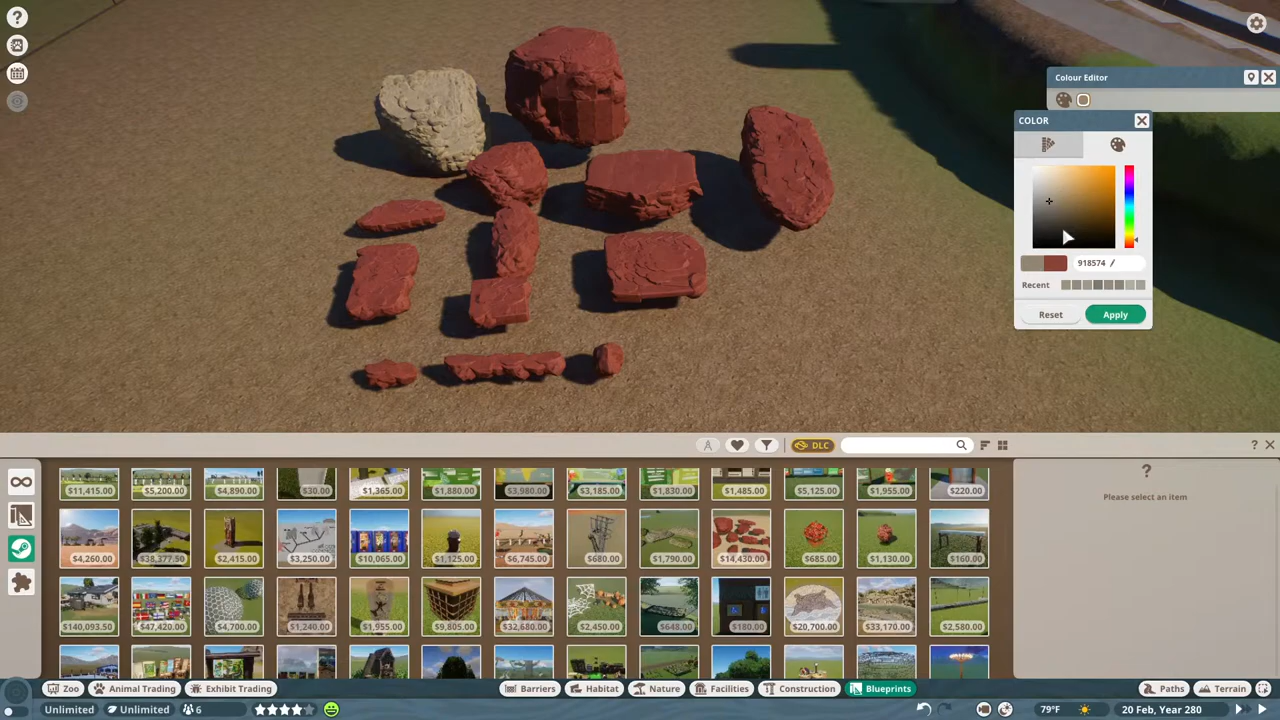 ?
Colour Editor
COLOR
918574 /
Recent
Reset
Apply
DLC
?
?
Please select an item
$11,415.00
$5,200.00
$4,890.00
$30.00
$1,365.00
$1,880.00
$3,980.00
$3,185.00
$1,830.00
$1,485.00
$5,125.00
$1,955.00
$220.00
$4,260.00
$38,377.50
$2,415.00
$3,250.00
$10,065.00
$1,125.00
$6,745.00
$680.00
$1,790.00
$14,430.00
$685.00
$1,130.00
$160.00
$140,093.50
$47,420.00
$4,700.00
$1,240.00
$1,955.00
$9,805.00
$32,680.00
$2,450.00
$648.00
$180.00
$20,700.00
$33,170.00
$2,580.00
Zoo
Animal Trading
Exhibit Trading
Barriers
Habitat
Nature
Facilities
Construction
Blueprints
Paths
Terrain
Unlimited
Unlimited
6
79°F
20 Feb, Year 280